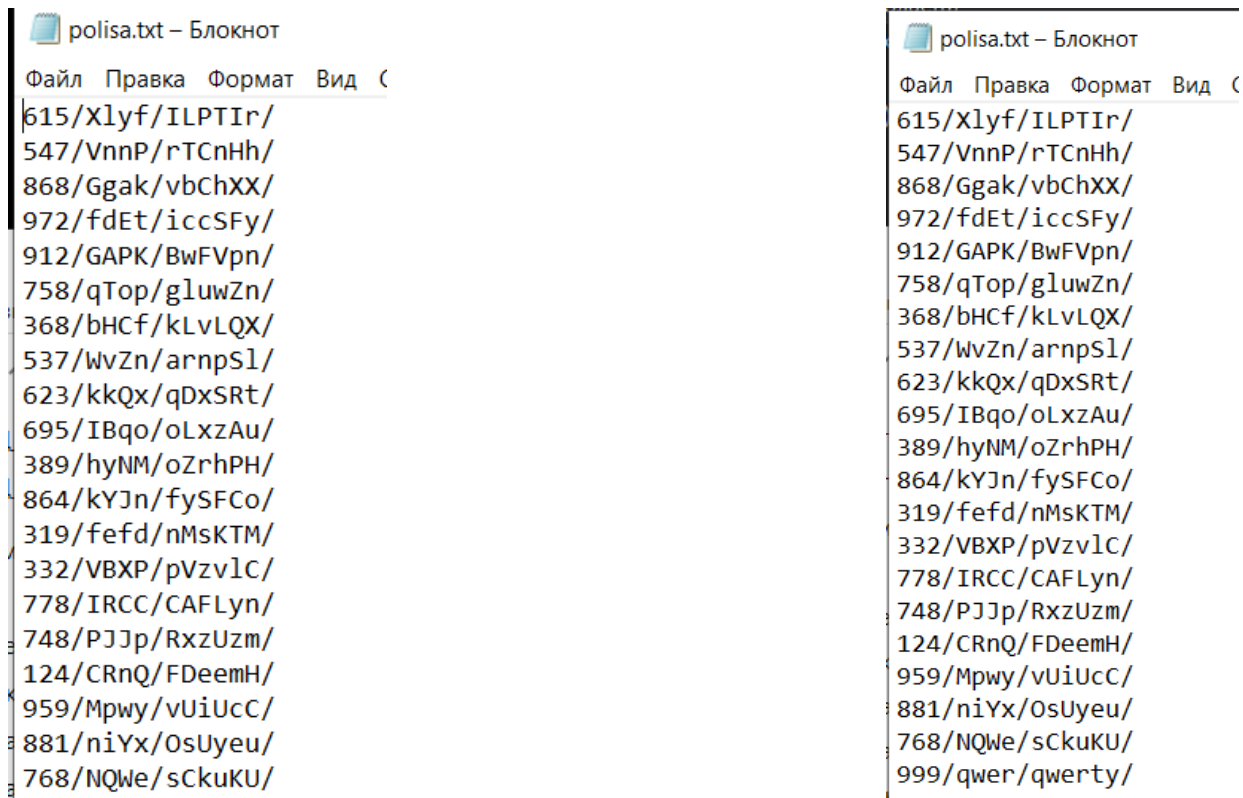 polisa.txt – Блокнот
Файл Правка Формат Вид
615/Xlyf/ILPTIr/
547/VnnP/rTCnHh/
868/Ggak/vbChXX/
972/fdEt/iccSFy/
912/GAPK/BwFVpn/
758/qTop/gluwZn/
368/bHCf/kLvLQX/
537/WvZn/arnpSl/
623/kkQx/qDxSRt/
695/IBqo/oLxzAu/
389/hyNM/oZrhPH/
864/kYJn/fySFCo/
319/fefd/nMsKTM/
332/VBXP/pVzvlC/
778/IRCC/CAFLyn/
748/PJJp/RxzUzm/
124/CRnQ/FDeemH/
959/Mpwy/vUiUcC/
881/niYx/OsUyeu/
768/NQWe/sCkuKU/
polisa.txt – Блокнот
Файл Правка Формат Вид
615/Xlyf/ILPTIr/
547/VnnP/rTCnHh/
868/Ggak/vbChXX/
972/fdEt/iccSFy/
912/GAPK/BwFVpn/
758/qTop/gluwZn/
368/bHCf/kLvLQX/
537/WvZn/arnpSl/
623/kkQx/qDxSRt/
695/IBqo/oLxzAu/
389/hyNM/oZrhPH/
864/kYJn/fySFCo/
319/fefd/nMsKTM/
332/VBXP/pVzvlC/
778/IRCC/CAFLyn/
748/PJJp/RxzUzm/
124/CRnQ/FDeemH/
959/Mpwy/vUiUcC/
881/niYx/OsUyeu/
768/NQWe/sCkuKU/
999/qwer/qwerty/